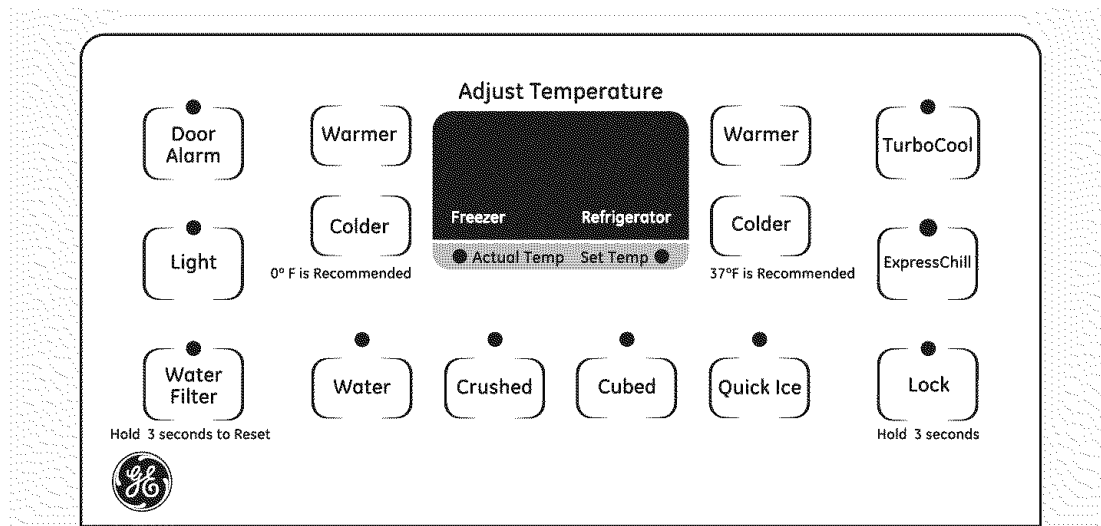 Adjust Temperature
Door
Alarm
Warmer
Warmer
TurboCool
Freezer
Refrigerator
Colder
Colder
Light
Actual Temp
Set Temp
ExpressChill
0° F is Recommended
37°F is Recommended
Water
Filter
Water
Crushed
Cubed
Quick Ice
Lock
Hold 3 seconds to Reset
Hold 3 seconds
GE